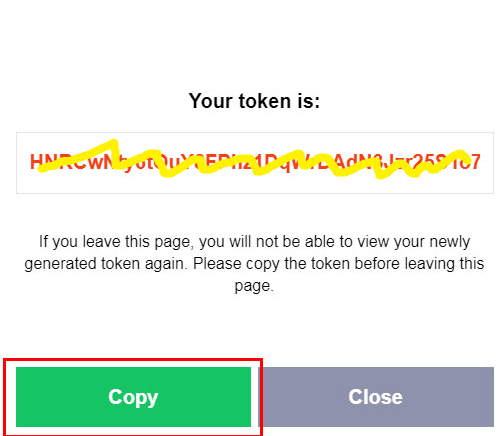 Your token is:
If you leave this page, you will not be able to view your newly
generated token again. Please copy the token before leaving this
page.
Copy
Close